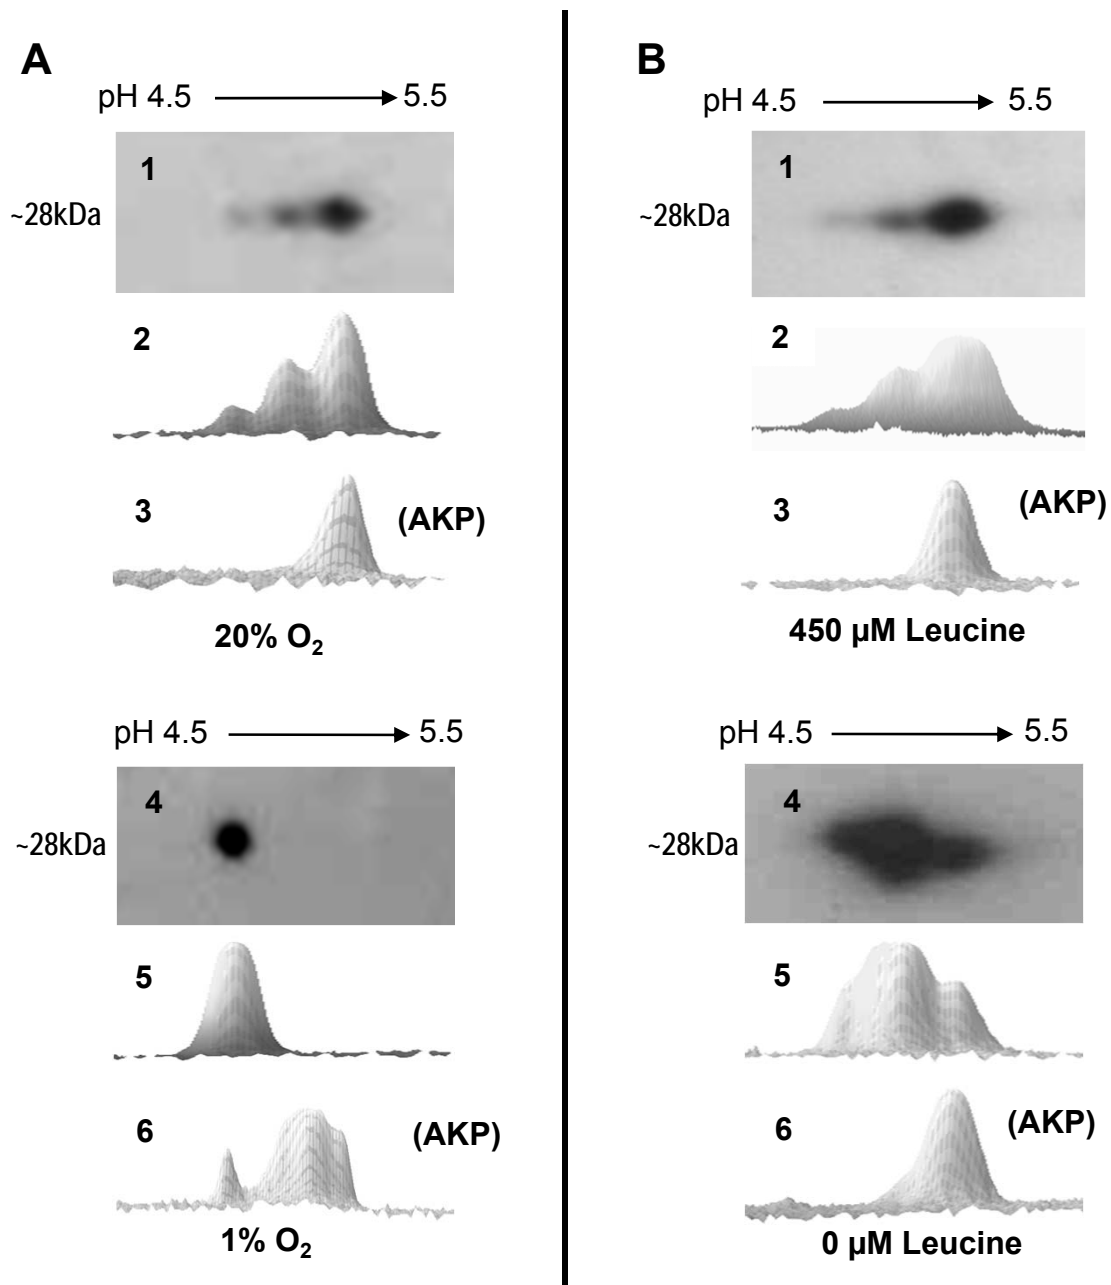 A
pH 4.5 5.5
1
~28kDa
2
3 (AKP)
20% O₂
pH 4.5 5.5
4
~28kDa
5
6 (AKP)
1% O₂
B
pH 4.5 5.5
1
~28kDa
2
3 (AKP)
450 µM Leucine
pH 4.5 5.5
4
~28kDa
5
6 (AKP)
0 µM Leucine